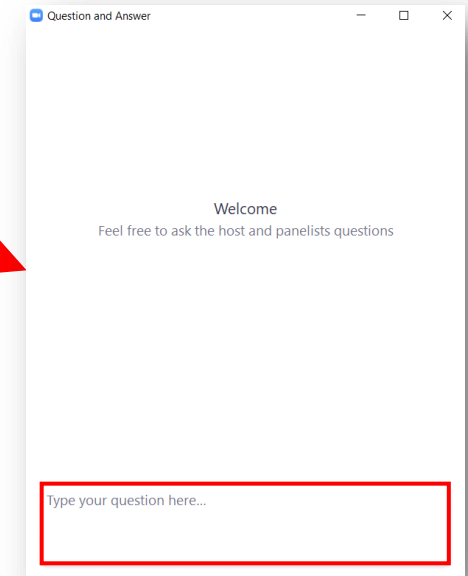 Question and Answer
Welcome
Feel free to ask the host and panelists questions
Type your question here...